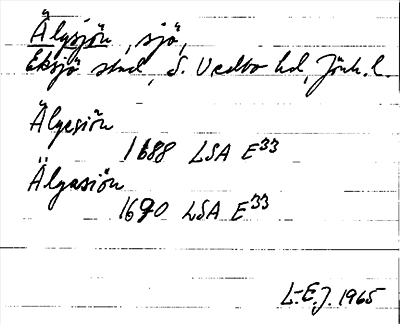 Älgsjön, sjö,
Eksjö stad, S. Vedbo hd, Jönk. l.
Älgesiön
1688 LSA E33
Älgasiön
1690 LSA E33
L-E.J. 1965